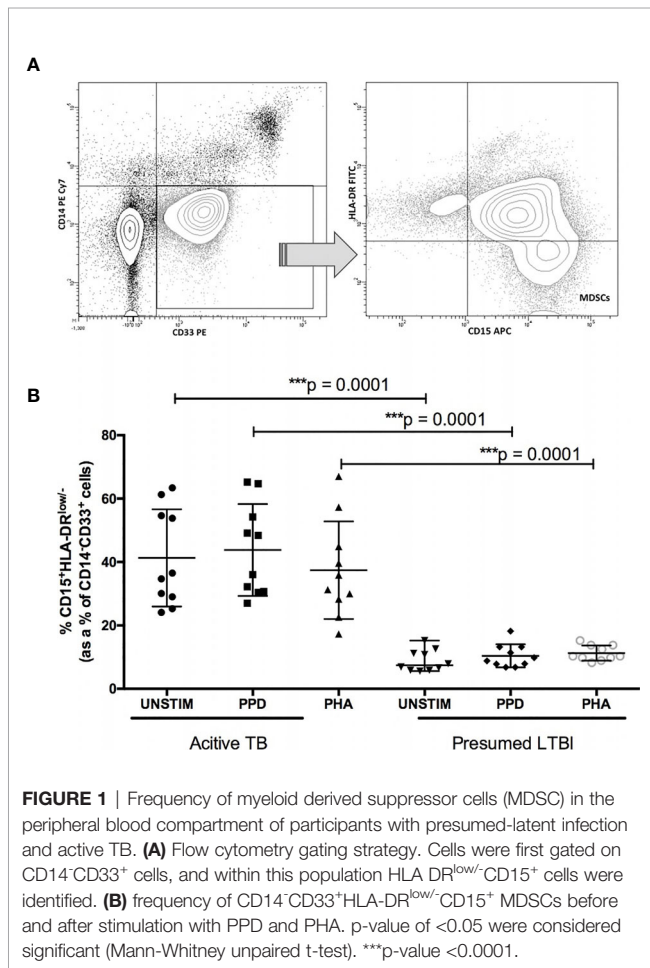 A
CD14 PE Cy7
CD33 PE
HLA-DR FITC
CD15 APC
MDSCs
B
***p = 0.0001
***p = 0.0001
***p = 0.0001
% CD15⁺HLA-DR^low/-
(as a % of CD14⁻CD33⁺ cells)
80
60
40
20
0
UNSTIM PPD PHA UNSTIM PPD PHA
Acitive TB Presumed LTBI
FIGURE 1 | Frequency of myeloid derived suppressor cells (MDSC) in the
peripheral blood compartment of participants with presumed-latent infection
and active TB. (A) Flow cytometry gating strategy. Cells were first gated on
CD14⁻CD33⁺ cells, and within this population HLA DR^low/-CD15⁺ cells were
identified. (B) frequency of CD14⁻CD33⁺HLA-DR^low/-CD15⁺ MDSCs before
and after stimulation with PPD and PHA. p-value of <0.05 were considered
significant (Mann-Whitney unpaired t-test). ***p-value <0.0001.